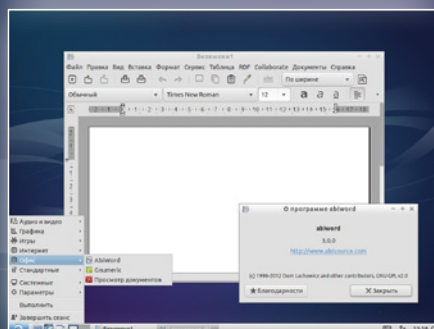 Безымянный1
Файл Правка Вид Вставка Формат Сервис Таблица RDF Collaborate Документы Справка
По ширине
Обычный Times New Roman 12 a a a
О программе abiword
abiword
3.0.0
http://www.abisource.com
(c) 1998-2012 Dom Lachowicz and other contributors, GNU GPL v2.0
Благодарности Закрыть
Аудио и видео
Графика
Игры
Интернет
Офис
Стандартные
Системные
Параметры
Выполнить
Завершить сеанс
AbiWord
Gnumeric
Просмотр документов